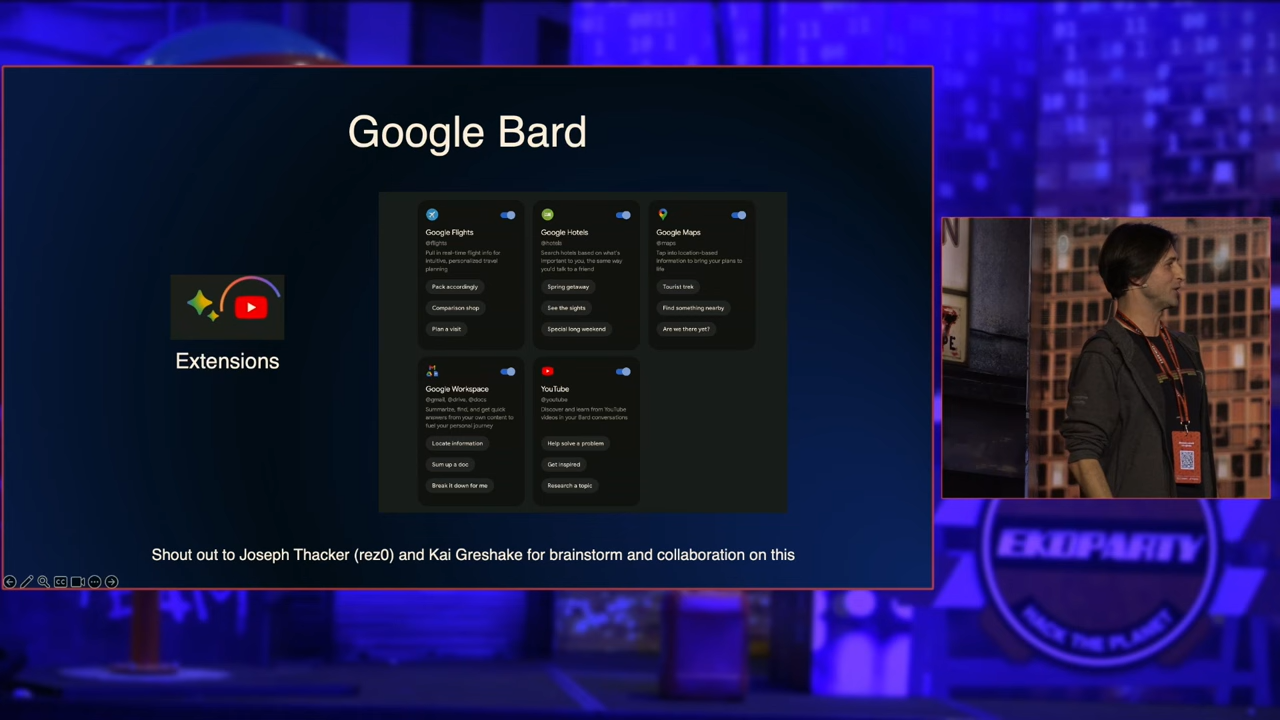 Google Bard
Extensions
Google Flights
@flights
Pull in real-time flight info for
intuitive, personalized travel
planning
Pack accordingly
Comparison shop
Plan a visit
Google Hotels
@hotels
Search hotels based on what's
important to you, the same way
you'd talk to a friend
Spring getaway
See the sights
Special long weekend
Google Maps
@maps
Tap into location-based
information to bring your plans to
life
Tourist trek
Find something nearby
Are we there yet?
Google Workspace
@gmail, @drive, @docs
Summarize, find, and get quick
answers from your own content to
fuel your personal journey
Locate information
Sum up a doc
Break it down for me
YouTube
@youtube
Discover and learn from YouTube
videos in your Bard conversations
Help solve a problem
Get inspired
Research a topic
Shout out to Joseph Thacker (rez0) and Kai Greshake for brainstorm and collaboration on this
CC
EKOPARTY
HACK THE PLANET